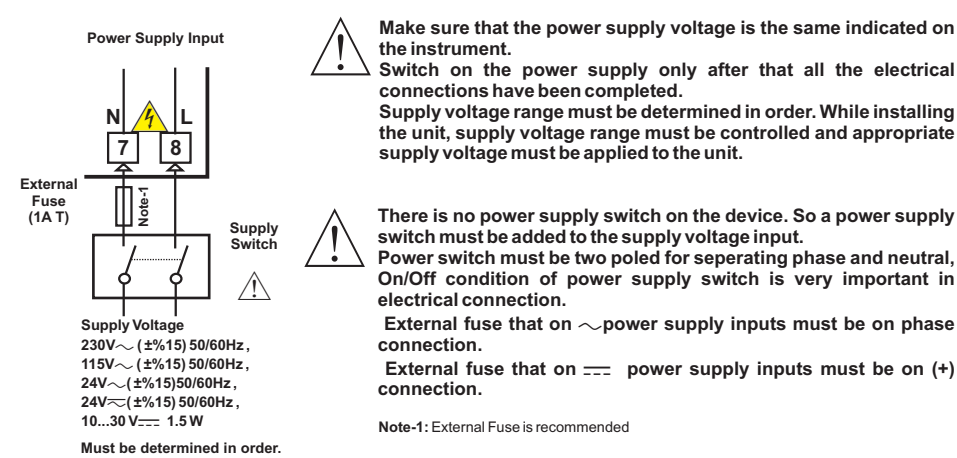 Power Supply Input
N L
7 8
External
Fuse
(1A T)
Note-1
Supply
Switch
Supply Voltage
230V～ ( ±%15) 50/60Hz ,
115V～ ( ±%15) 50/60Hz ,
24V～( ±%15)50/60Hz ,
24V⏦( ±%15) 50/60Hz ,
10...30 V⎓ 1.5 W
Must be determined in order.
Make sure that the power supply voltage is the same indicated on
the instrument.
Switch on the power supply only after that all the electrical
connections have been completed.
Supply voltage range must be determined in order. While installing
the unit, supply voltage range must be controlled and appropriate
supply voltage must be applied to the unit.
There is no power supply switch on the device. So a power supply
switch must be added to the supply voltage input.
Power switch must be two poled for seperating phase and neutral,
On/Off condition of power supply switch is very important in
electrical connection.
External fuse that on ～power supply inputs must be on phase
connection.
External fuse that on ⎓ power supply inputs must be on (+)
connection.
Note-1: External Fuse is recommended